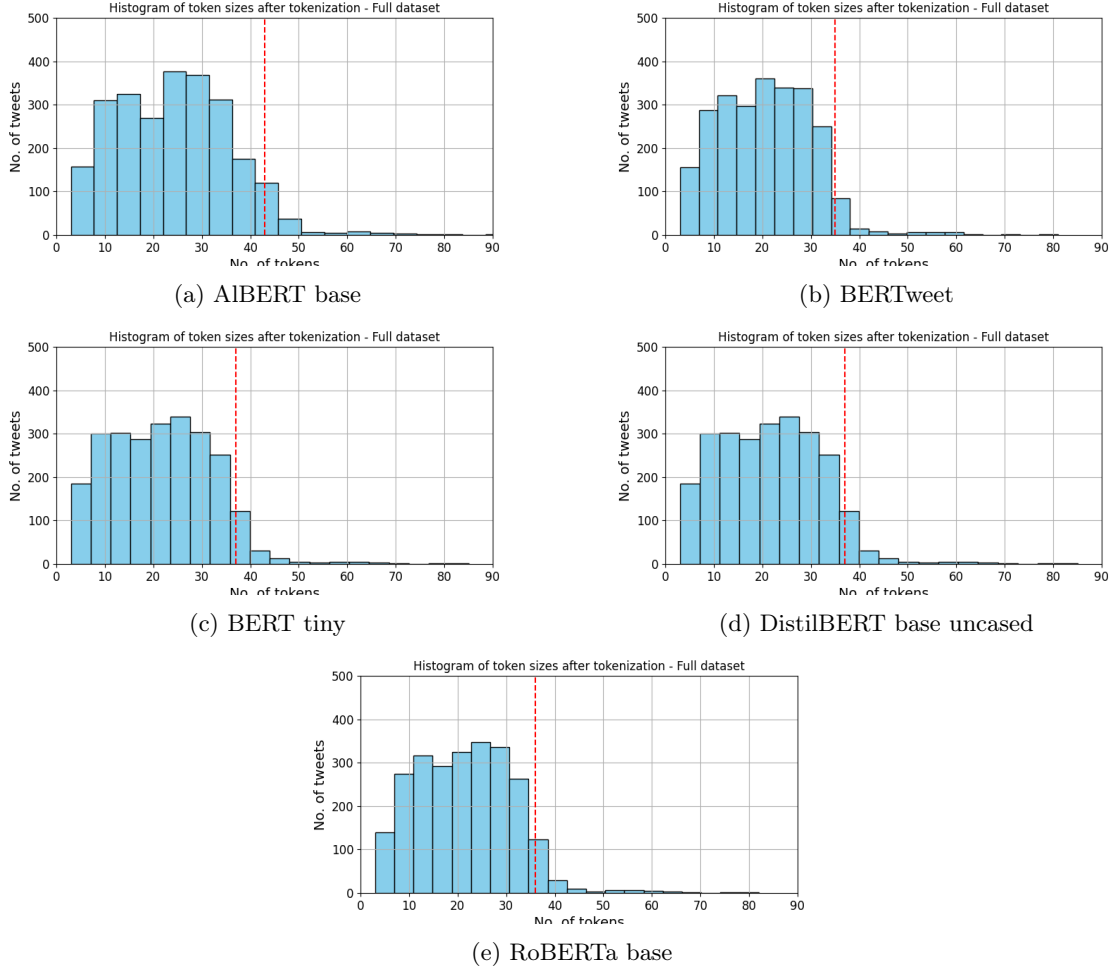 Histogram of token sizes after tokenization - Full dataset
500
400
300
200
100
0
No. of tweets
0 10 20 30 40 50 60 70 80 90
No. of tokens
(a) AlBERT base
Histogram of token sizes after tokenization - Full dataset
500
400
300
200
100
0
No. of tweets
0 10 20 30 40 50 60 70 80 90
No. of tokens
(b) BERTweet
Histogram of token sizes after tokenization - Full dataset
500
400
300
200
100
0
No. of tweets
0 10 20 30 40 50 60 70 80 90
No. of tokens
(c) BERT tiny
Histogram of token sizes after tokenization - Full dataset
500
400
300
200
100
0
No. of tweets
0 10 20 30 40 50 60 70 80 90
No. of tokens
(d) DistilBERT base uncased
Histogram of token sizes after tokenization - Full dataset
500
400
300
200
100
0
No. of tweets
0 10 20 30 40 50 60 70 80 90
No. of tokens
(e) RoBERTa base